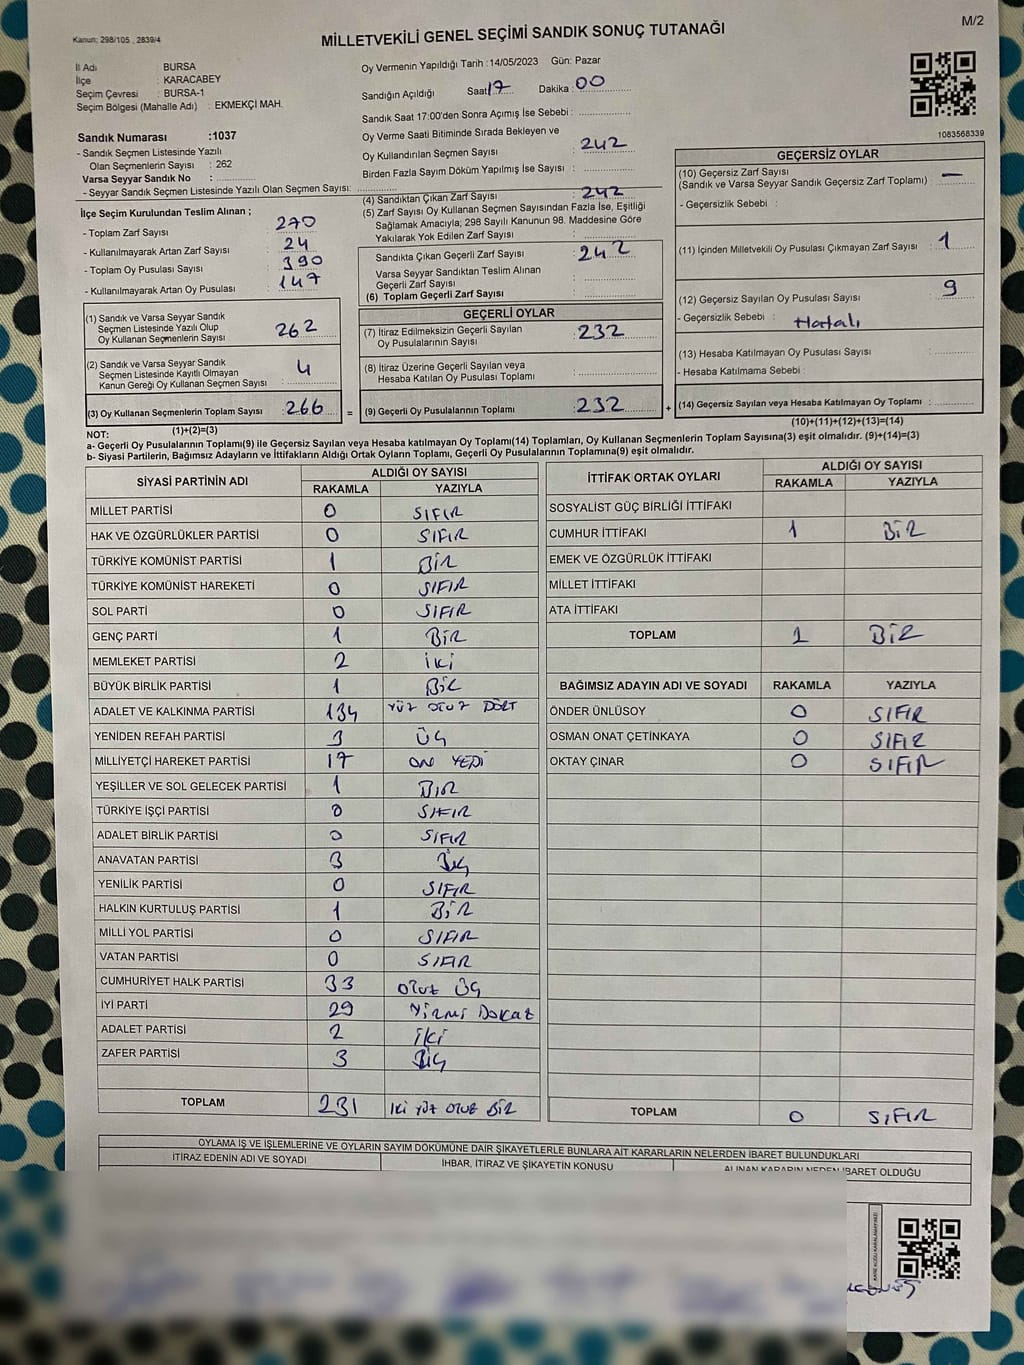 M/2
Kanun: 298/105 , 2839/4
MİLLETVEKİLİ GENEL SEÇİMİ SANDIK SONUÇ TUTANAĞI
İl Adı : BURSA
İlçe : KARACABEY
Seçim Çevresi : BURSA-1
Seçim Bölgesi (Mahalle Adı) : EKMEKÇİ MAH.
Sandık Numarası :1037
- Sandık Seçmen Listesinde Yazılı
Olan Seçmenlerin Sayısı : 262
Varsa Seyyar Sandık No :
- Seyyar Sandık Seçmen Listesinde Yazılı Olan Seçmen Sayısı:
Oy Vermenin Yapıldığı Tarih :14/05/2023 Gün: Pazar
Sandığın Açıldığı Saat 17 Dakika : 00
Sandık Saat 17:00'den Sonra Açımış İse Sebebi :
Oy Verme Saati Bitiminde Sırada Bekleyen ve
Oy Kullandırılan Seçmen Sayısı : 242
Birden Fazla Sayım Döküm Yapılmış İse Sayısı :
1083568339
İlçe Seçim Kurulundan Teslim Alınan ;
- Toplam Zarf Sayısı : 270
- Kullanılmayarak Artan Zarf Sayısı : 24
- Toplam Oy Pusulası Sayısı : 390
- Kullanılmayarak Artan Oy Pusulası : 147
(4) Sandıktan Çıkan Zarf Sayısı : 242
(5) Zarf Sayısı Oy Kullanan Seçmen Sayısından Fazla İse, Eşitliği
Sağlamak Amacıyla; 298 Sayılı Kanunun 98. Maddesine Göre
Yakılarak Yok Edilen Zarf Sayısı :
Sandıkta Çıkan Geçerli Zarf Sayısı : 242
Varsa Seyyar Sandıktan Teslim Alınan
Geçerli Zarf Sayısı :
(6) Toplam Geçerli Zarf Sayısı :
GEÇERSİZ OYLAR
(10) Geçersiz Zarf Sayısı
(Sandık ve Varsa Seyyar Sandık Geçersiz Zarf Toplamı) : —
- Geçersizlik Sebebi :
(11) İçinden Milletvekili Oy Pusulası Çıkmayan Zarf Sayısı : 1
(12) Geçersiz Sayılan Oy Pusulası Sayısı : 9
- Geçersizlik Sebebi : Hatalı
(13) Hesaba Katılmayan Oy Pusulası Sayısı :
- Hesaba Katılmama Sebebi :
(1) Sandık ve Varsa Seyyar Sandık
Seçmen Listesinde Yazılı Olup
Oy Kullanan Seçmenlerin Sayısı : 262
(2) Sandık ve Varsa Seyyar Sandık
Seçmen Listesinde Kayıtlı Olmayan
Kanun Gereği Oy Kullanan Seçmen Sayısı : 4
GEÇERLİ OYLAR
(7) İtiraz Edilmeksizin Geçerli Sayılan
Oy Pusulalarının Sayısı : 232
(8) İtiraz Üzerine Geçerli Sayılan veya
Hesaba Katılan Oy Pusulası Toplamı :
(3) Oy Kullanan Seçmenlerin Toplam Sayısı : 266 = (9) Geçerli Oy Pusulalarının Toplamı : 232 + (14) Geçersiz Sayılan veya Hesaba Katılmayan Oy Toplamı :
(1)+(2)=(3) (10)+(11)+(12)+(13)=(14)
NOT:
a- Geçerli Oy Pusulalarının Toplamı(9) ile Geçersiz Sayılan veya Hesaba katılmayan Oy Toplamı(14) Toplamları, Oy Kullanan Seçmenlerin Toplam Sayısına(3) eşit olmalıdır. (9)+(14)=(3)
b- Siyasi Partilerin, Bağımsız Adayların ve İttifakların Aldığı Ortak Oyların Toplamı, Geçerli Oy Pusulalarının Toplamına(9) eşit olmalıdır.
SİYASİ PARTİNİN ADI ALDIĞI OY SAYISI
RAKAMLA YAZIYLA
MİLLET PARTİSİ 0 SIFIR
HAK VE ÖZGÜRLÜKLER PARTİSİ 0 SIFIR
TÜRKİYE KOMÜNİST PARTİSİ 1 BİR
TÜRKİYE KOMÜNİST HAREKETİ 0 SIFIR
SOL PARTİ 0 SIFIR
GENÇ PARTİ 1 BİR
MEMLEKET PARTİSİ 2 İKİ
BÜYÜK BİRLİK PARTİSİ 1 BİR
ADALET VE KALKINMA PARTİSİ 134 YÜZ OTUZ DÖRT
YENİDEN REFAH PARTİSİ 3 ÜÇ
MİLLİYETÇİ HAREKET PARTİSİ 17 ON YEDİ
YEŞİLLER VE SOL GELECEK PARTİSİ 1 BİR
TÜRKİYE İŞÇİ PARTİSİ 0 SIFIR
ADALET BİRLİK PARTİSİ 0 SIFIR
ANAVATAN PARTİSİ 3 ÜÇ
YENİLİK PARTİSİ 0 SIFIR
HALKIN KURTULUŞ PARTİSİ 1 BİR
MİLLİ YOL PARTİSİ 0 SIFIR
VATAN PARTİSİ 0 SIFIR
CUMHURİYET HALK PARTİSİ 33 OTUZ ÜÇ
İYİ PARTİ 29 YİRMİ DOKUZ
ADALET PARTİSİ 2 İKİ
ZAFER PARTİSİ 3 ÜÇ
TOPLAM 231 İKİ YÜZ OTUZ BİR
İTTİFAK ORTAK OYLARI ALDIĞI OY SAYISI
RAKAMLA YAZIYLA
SOSYALİST GÜÇ BİRLİĞİ İTTİFAKI
CUMHUR İTTİFAKI 1 BİR
EMEK VE ÖZGÜRLÜK İTTİFAKI
MİLLET İTTİFAKI
ATA İTTİFAKI
TOPLAM 1 BİR
BAĞIMSIZ ADAYIN ADI VE SOYADI RAKAMLA YAZIYLA
ÖNDER ÜNLÜSOY 0 SIFIR
OSMAN ONAT ÇETİNKAYA 0 SIFIR
OKTAY ÇINAR 0 SIFIR
TOPLAM 0 SIFIR
OYLAMA İŞ VE İŞLEMLERİNE VE OYLARIN SAYIM DÖKÜMÜNE DAİR ŞİKAYETLERLE BUNLARA AİT KARARLARIN NELERDEN İBARET BULUNDUKLARI
İTİRAZ EDENİN ADI VE SOYADI İHBAR, İTİRAZ VE ŞİKAYETİN KONUSU ALINAN KARARIN NEDEN İBARET OLDUĞU